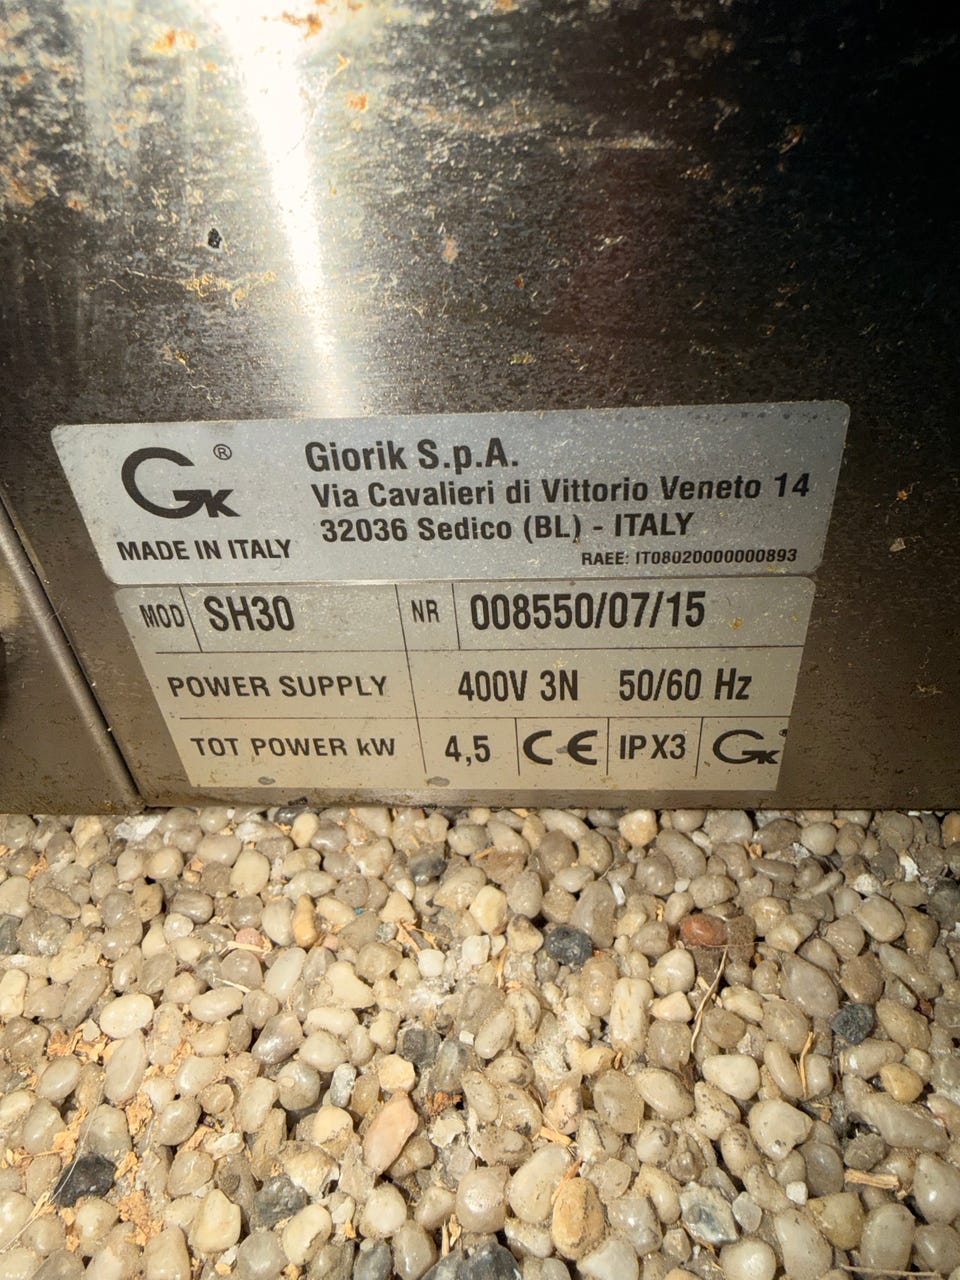 GK® Giorik S.p.A.
Via Cavalieri di Vittorio Veneto 14
32036 Sedico (BL) - ITALY
MADE IN ITALY
RAEE: IT08020000000893
MOD SH30 NR 008550/07/15
POWER SUPPLY 400V 3N 50/60 Hz
TOT POWER kW 4,5 CE IPX3 GK